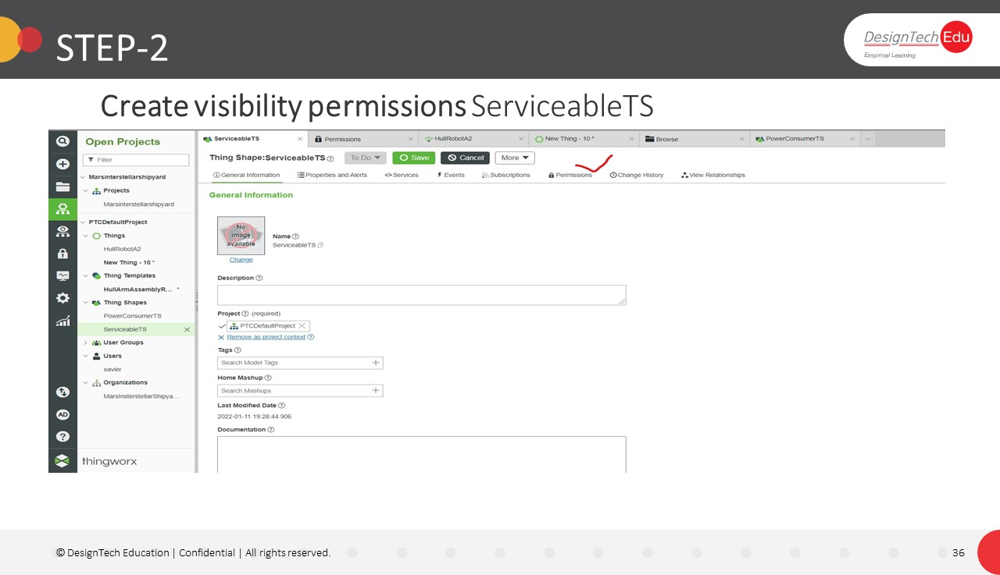 STEP-2
DesignTech Edu
Empirical Learning
Create visibility permissions ServiceableTS
Open Projects
Filter
Marsinterstellarshipyard
Projects
Marsinterstellarshipyard
PTCDefaultProject
Things
HullRobotA2
New Thing - 10 *
Thing Templates
HullArmAssemblyR... *
Thing Shapes
PowerConsumerTS
ServiceableTS
User Groups
Users
xavier
Organizations
MarsInsterstellarShipya...
AD
thingworx
ServiceableTS Permissions HullRobotA2 New Thing - 10 * Browse PowerConsumerTS
Thing Shape:ServiceableTS To Do Save Cancel More
General Information Properties and Alerts Services Events Subscriptions Permissions Change History View Relationships
General Information
No image available
Change
Name
ServiceableTS
Description
Project (required)
PTCDefaultProject
Remove as project context
Tags
Search Model Tags
Home Mashup
Search Mashups
Last Modified Date
2022-01-11 19:28:44.906
Documentation
© DesignTech Education | Confidential | All rights reserved.
36